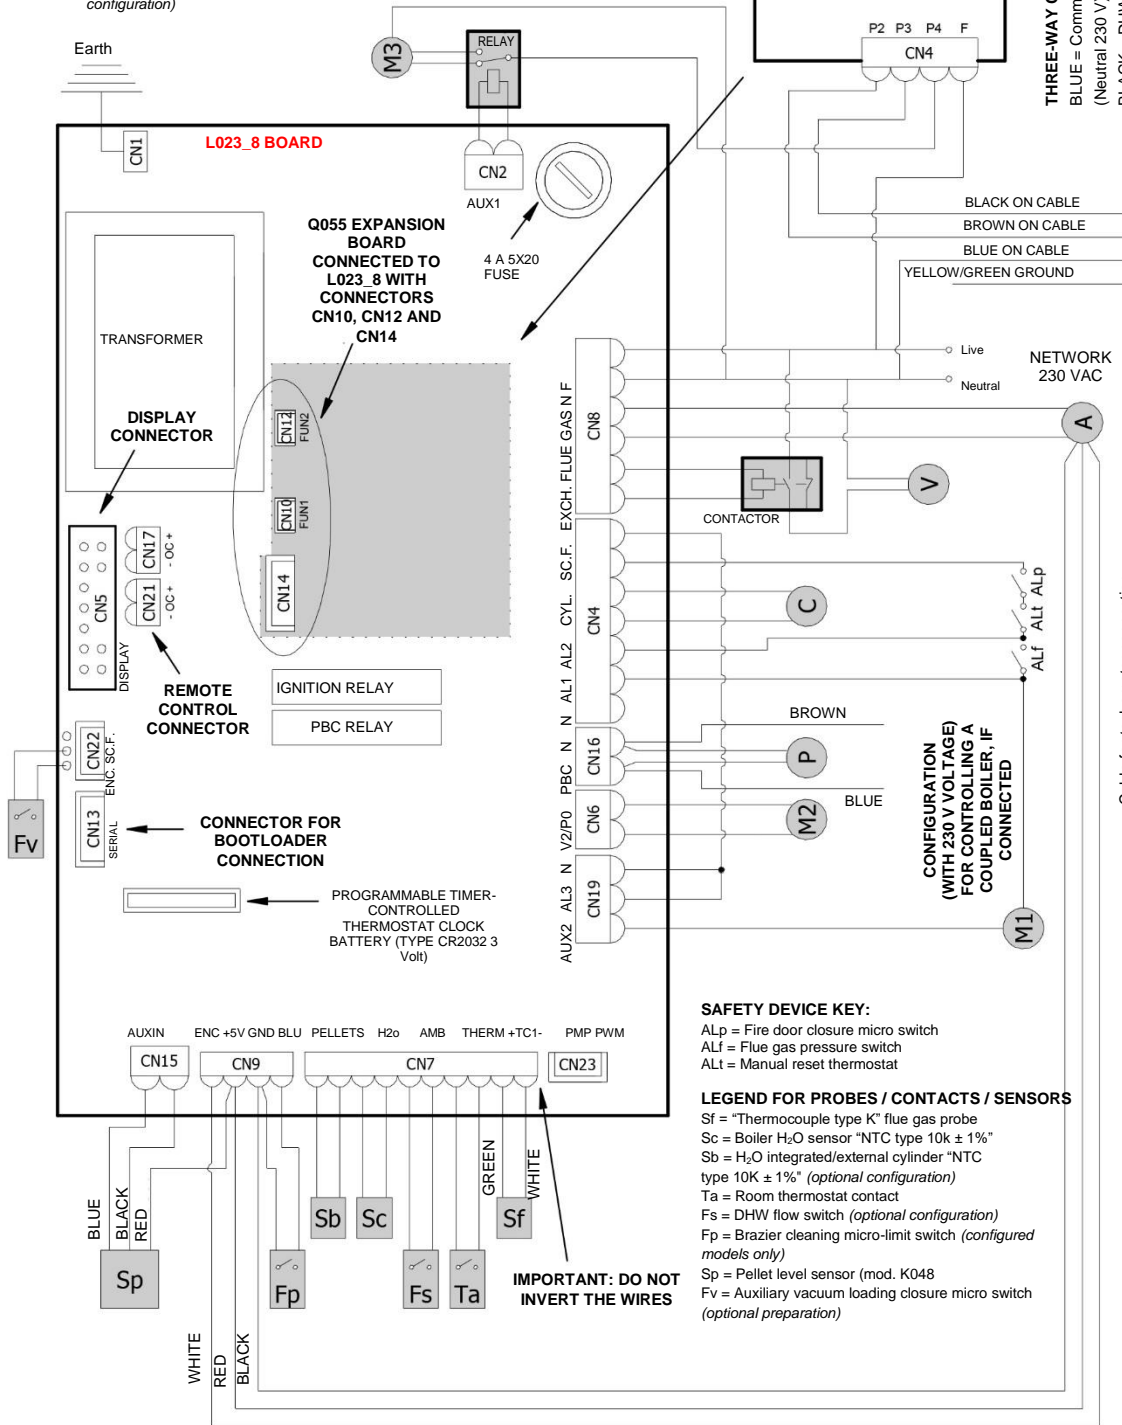 configuration)
Earth
CN1
L023_8 BOARD
M3
RELAY
CN2
AUX1
4 A 5X20
FUSE
P2 P3 P4 F
CN4
THREE-WAY
BLUE =
(Neutral 230 V)
BLACK ON CABLE
BROWN ON CABLE
BLUE ON CABLE
YELLOW/GREEN GROUND
Q055 EXPANSION
BOARD
CONNECTED TO
L023_8 WITH
CONNECTORS
CN10, CN12 AND
CN14
TRANSFORMER
Live
Neutral
NETWORK
230 VAC
DISPLAY
CONNECTOR
CN12
FUN2
CN10
FUN1
CN14
CN8
EXCH. FLUE GAS N F
A
V
CONTACTOR
CN5
DISPLAY
CN17
- OC +
CN21
- OC +
REMOTE
CONTROL
CONNECTOR
IGNITION RELAY
PBC RELAY
CN4
N AL1 AL2 CYL. SC.F.
C
ALp
ALt
ALf
CN22
ENC. SC.F.
CN13
SERIAL
Fv
CONNECTOR FOR
BOOTLOADER
CONNECTION
PROGRAMMABLE TIMER-
CONTROLLED
THERMOSTAT CLOCK
BATTERY (TYPE CR2032 3
Volt)
CN16
PBC N
BROWN
P
BLUE
CN6
V2/P0
M2
CN19
AUX2 AL3 N
M1
CONFIGURATION
(WITH 230 V VOLTAGE)
FOR CONTROLLING A
COUPLED BOILER, IF
CONNECTED
AUXIN ENC +5V GND BLU PELLETS H2o AMB THERM +TC1- PMP PWM
CN15 CN9 CN7 CN23
SAFETY DEVICE KEY:
ALp = Fire door closure micro switch
ALf = Flue gas pressure switch
ALt = Manual reset thermostat
LEGEND FOR PROBES / CONTACTS / SENSORS
Sf = “Thermocouple type K” flue gas probe
Sc = Boiler H₂O sensor “NTC type 10k ± 1%”
Sb = H₂O integrated/external cylinder “NTC
type 10K ± 1%" (optional configuration)
Ta = Room thermostat contact
Fs = DHW flow switch (optional configuration)
Fp = Brazier cleaning micro-limit switch (configured
models only)
Sp = Pellet level sensor (mod. K048
Fv = Auxiliary vacuum loading closure micro switch
(optional preparation)
BLUE
BLACK
RED
GREEN
WHITE
Sp
Fp
Sb
Sc
Fs
Ta
Sf
IMPORTANT: DO NOT
INVERT THE WIRES
WHITE
RED
BLACK